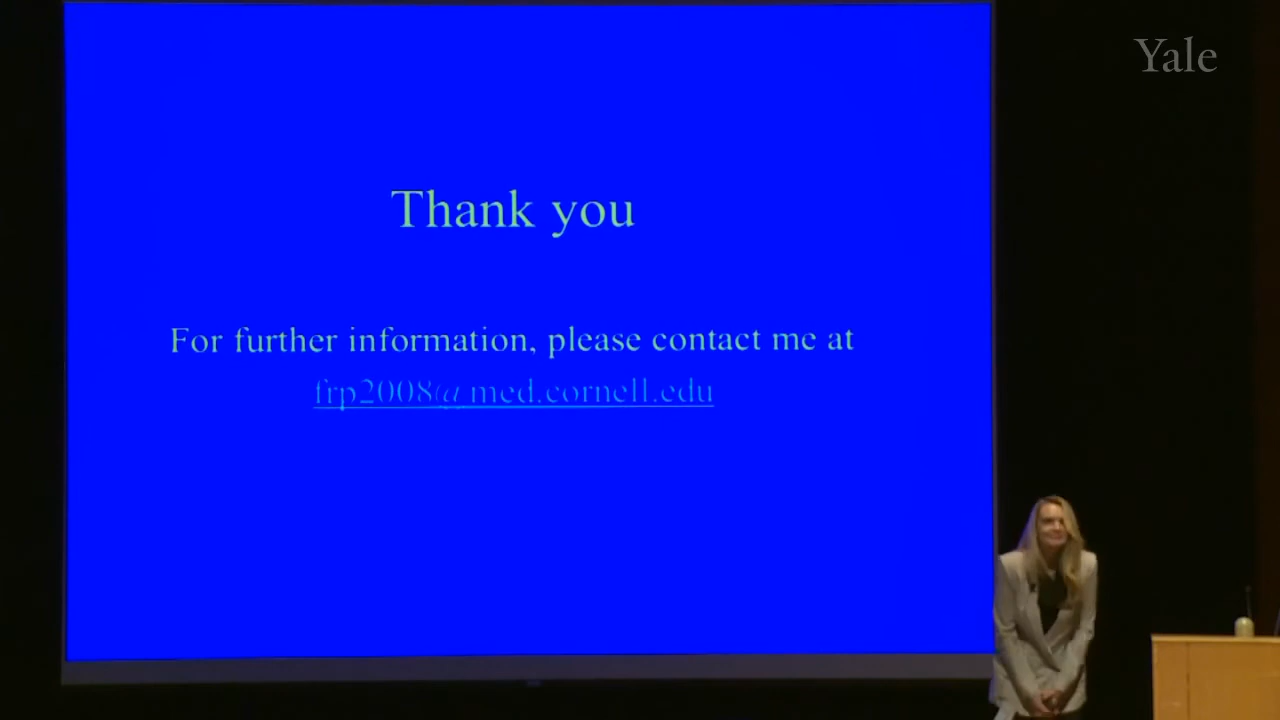 Yale
Thank you
For further information, please contact me at
frp2008@med.cornell.edu